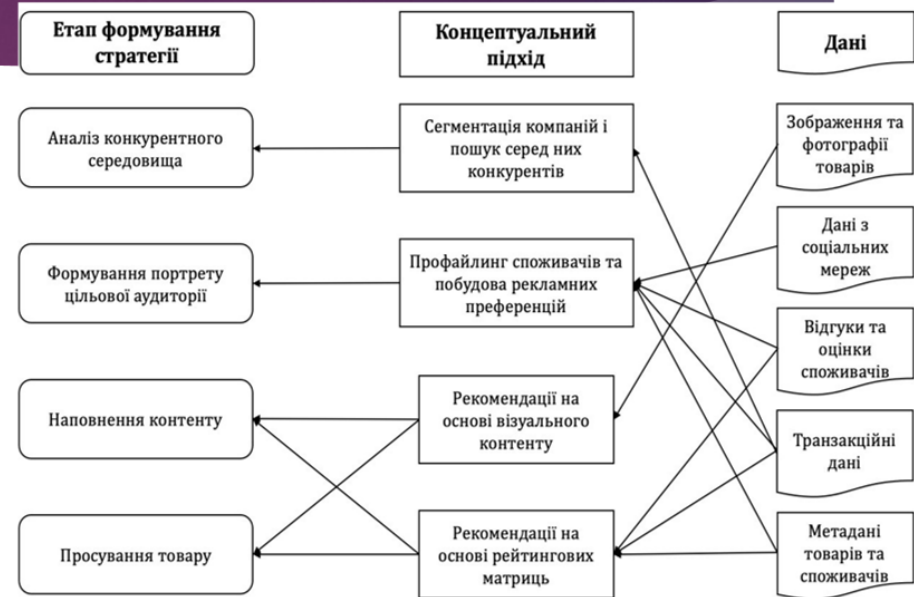 Етап формування
стратегії
Концептуальний
підхід
Дані
Аналіз конкурентного
середовища
Сегментація компаній і
пошук серед них
конкурентів
Зображення та
фотографії
товарів
Формування портрету
цільової аудиторії
Профайлинг споживачів та
побудова рекламних
преференцій
Дані з
соціальних
мереж
Відгуки та
оцінки
споживачів
Наповнення контенту
Рекомендації на
основі візуального
контенту
Транзакційні
дані
Просування товару
Рекомендації на
основі рейтингових
матриць
Метадані
товарів та
споживачів